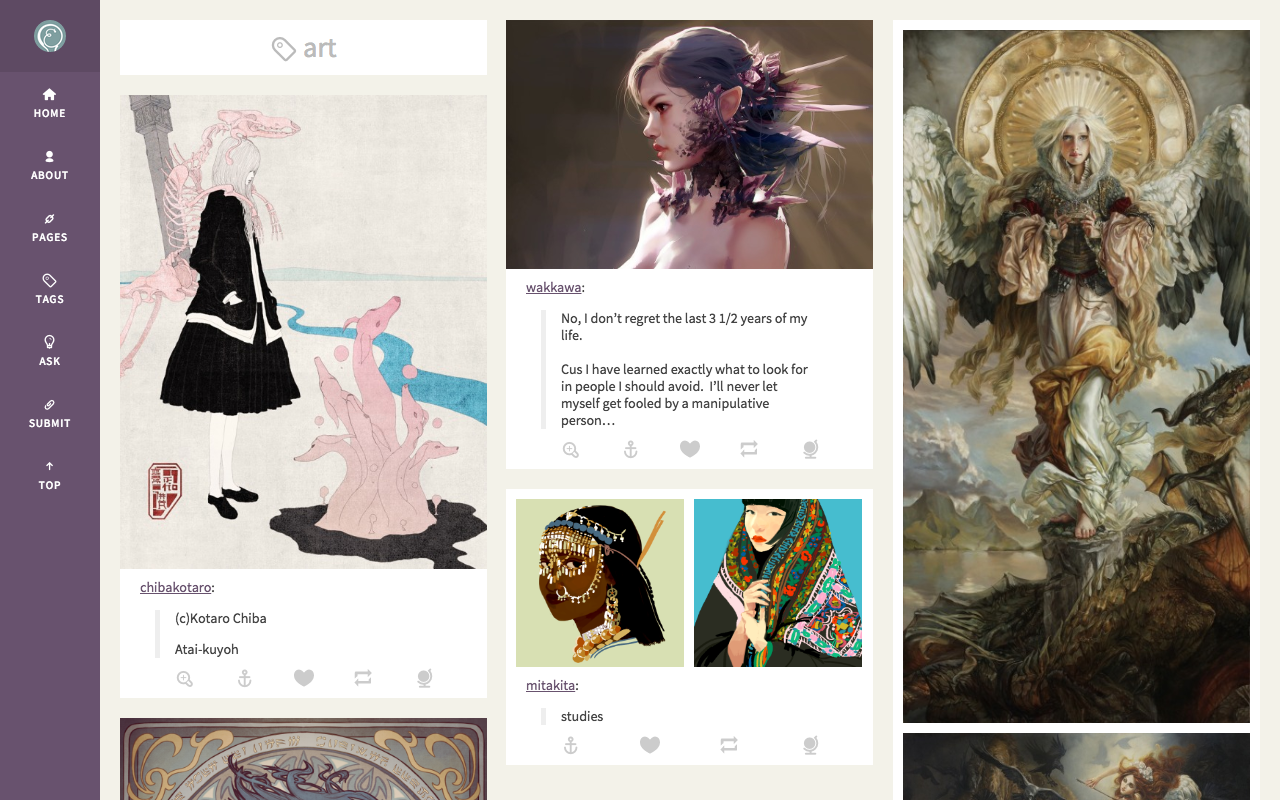 HOME
ABOUT
PAGES
TAGS
ASK
SUBMIT
TOP
art
chibakotaro:
(c)Kotaro Chiba
Atai-kuyoh
wakkawa:
No, I don’t regret the last 3 1/2 years of my
life.
Cus I have learned exactly what to look for
in people I should avoid.  I’ll never let
myself get fooled by a manipulative
person…
mitakita:
studies